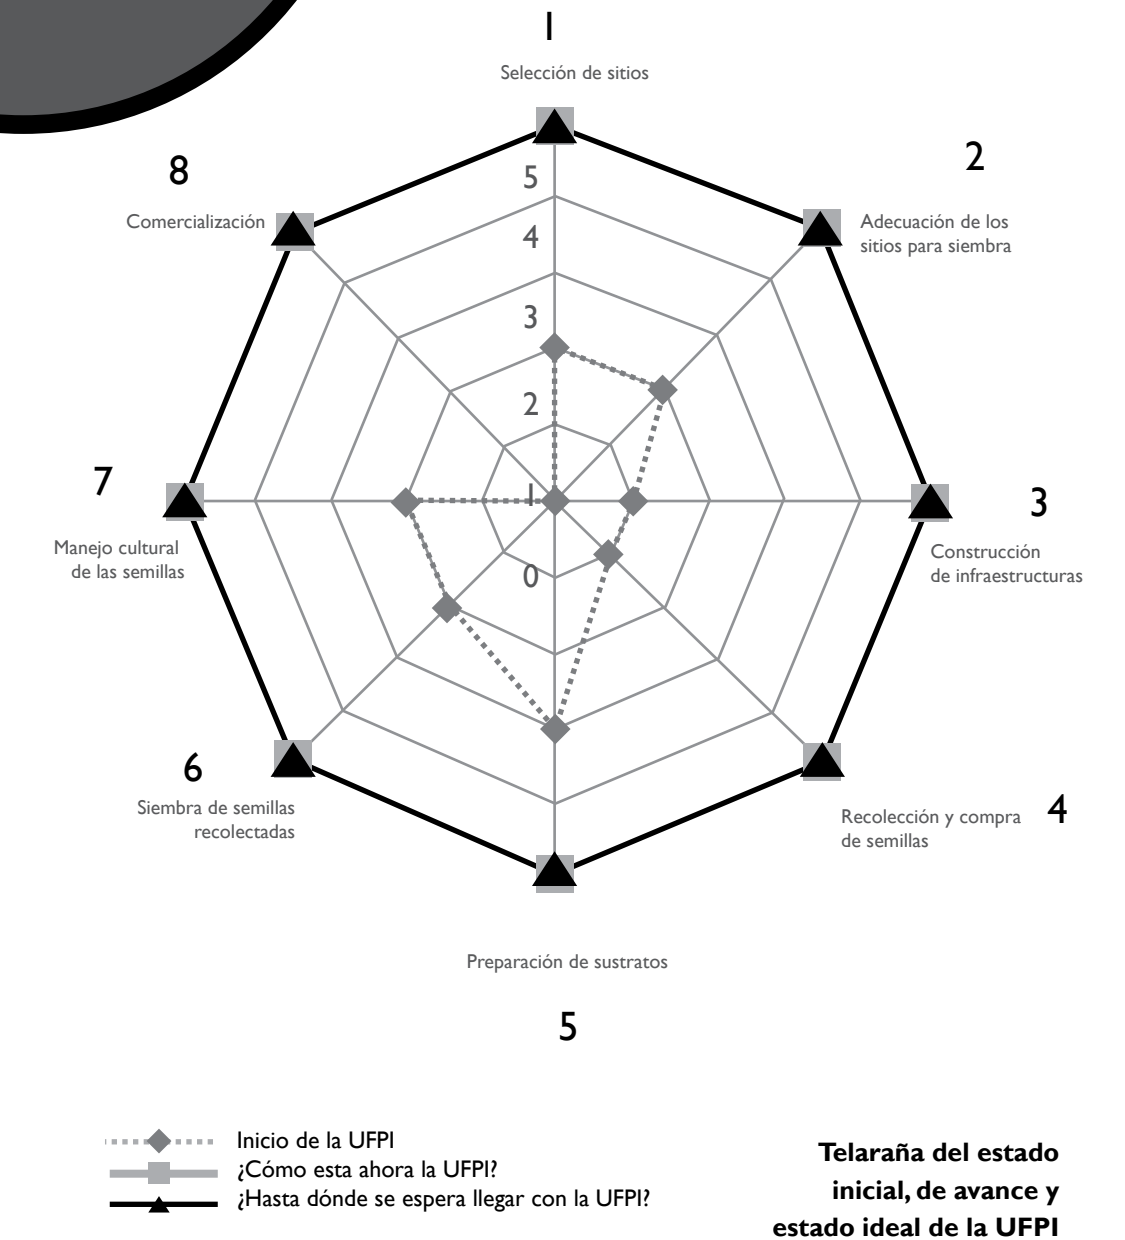 1
Selección de sitios
2
Adecuación de los
sitios para siembra
8
Comercialización
5
4
3
2
1
0
7
Manejo cultural
de las semillas
3
Construcción
de infraestructuras
6
Siembra de semillas
recolectadas
4
Recolección y compra
de semillas
Preparación de sustratos
5
Inicio de la UFPI
¿Cómo esta ahora la UFPI?
¿Hasta dónde se espera llegar con la UFPI?
Telaraña del estado
inicial, de avance y
estado ideal de la UFPI